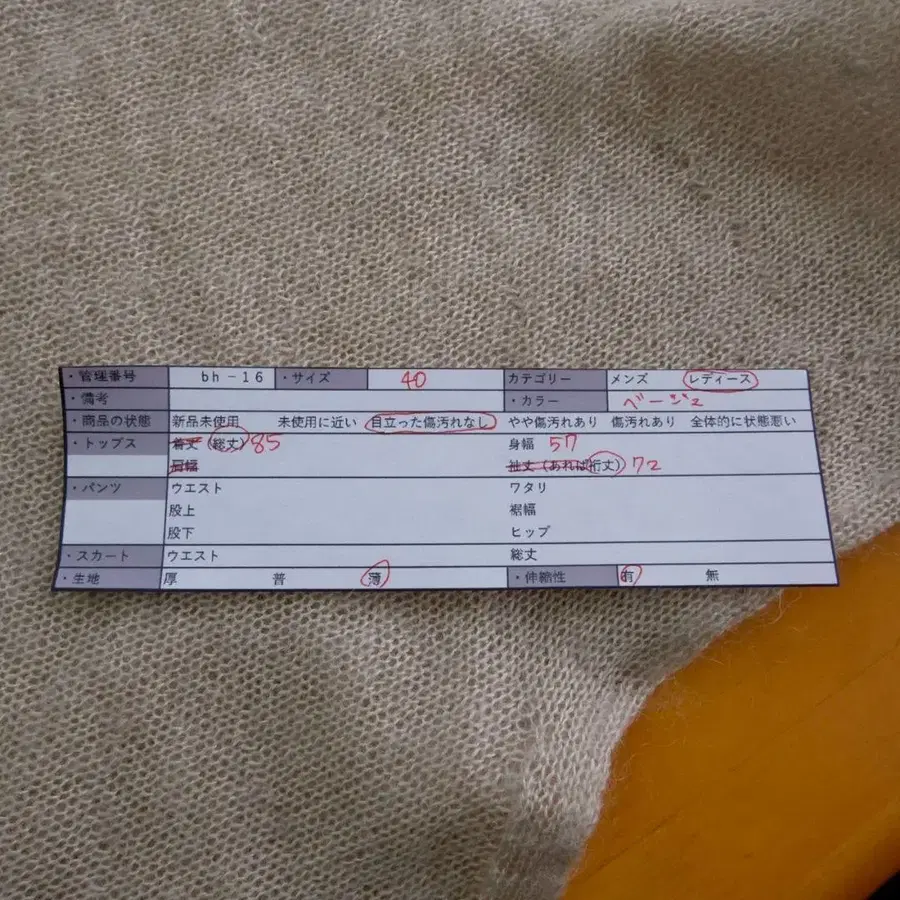 ・管理番号 bh-16 ・サイズ 40 カテゴリー メンズ レディース
・備考 ・カラー ベージュ
・商品の状態 新品未使用 未使用に近い 目立った傷汚れなし やや傷汚れあり 傷汚れあり 全体的に状態悪い
・トップス 着丈(総丈) 85 身幅 57
肩幅 袖丈(あれば裄丈) 72
・パンツ ウエスト ワタリ
股上 裾幅
股下 ヒップ
・スカート ウエスト 総丈
・生地 厚 普 薄 ・伸縮性 有 無